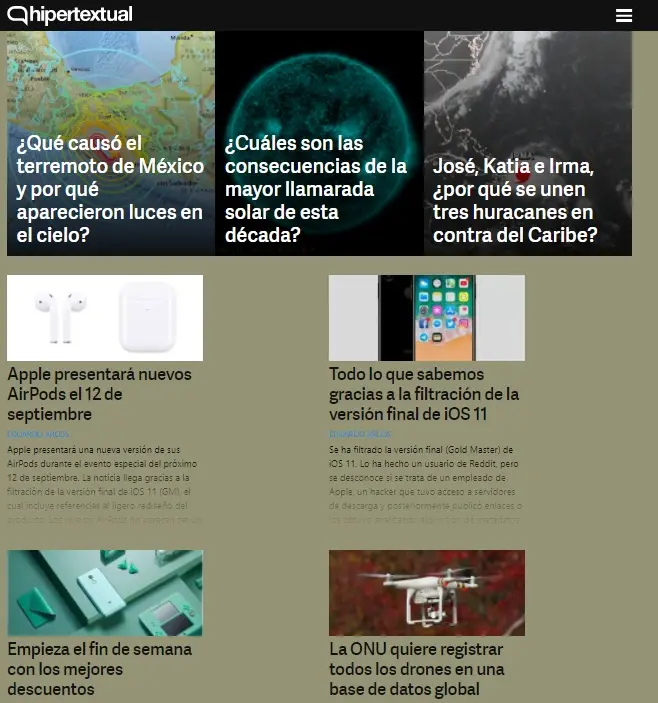 hipertextual
¿Qué causó el
terremoto de México
y por qué
aparecieron luces en
el cielo?
¿Cuáles son las
consecuencias de la
mayor llamarada
solar de esta
década?
José, Katia e Irma,
¿por qué se unen
tres huracanes en
contra del Caribe?
Apple presentará nuevos
AirPods el 12 de
septiembre
Apple presentará una nueva versión de sus
AirPods durante el evento especial del próximo
12 de septiembre. La noticia llega gracias a la
filtración de la versión final de iOS 11 (GM), el
cual incluye referencias al ligero rediseño del
Todo lo que sabemos
gracias a la filtración de la
versión final de iOS 11
Se ha filtrado la versión final (Gold Master) de
iOS 11. Lo ha hecho un usuario de Reddit, pero
se desconoce si se trata de un empleado de
Apple, un hacker que tuvo acceso a servidores
de descarga y posteriormente publicó enlaces o
Empieza el fin de semana
con los mejores
descuentos
La ONU quiere registrar
todos los drones en una
base de datos global